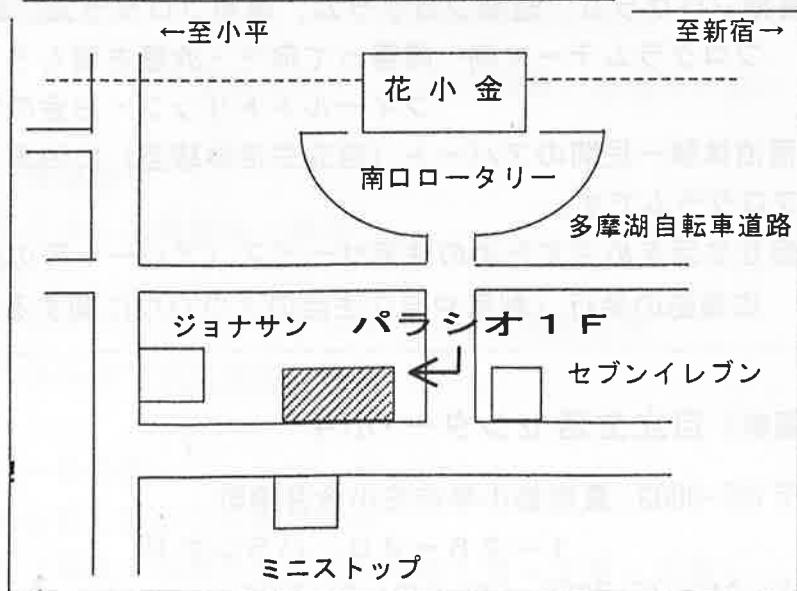 ←至小平
至新宿→
花小金
南口ロータリー
多摩湖自転車道路
ジョナサン
パラシオ1F
セブンイレブン
ミニストップ